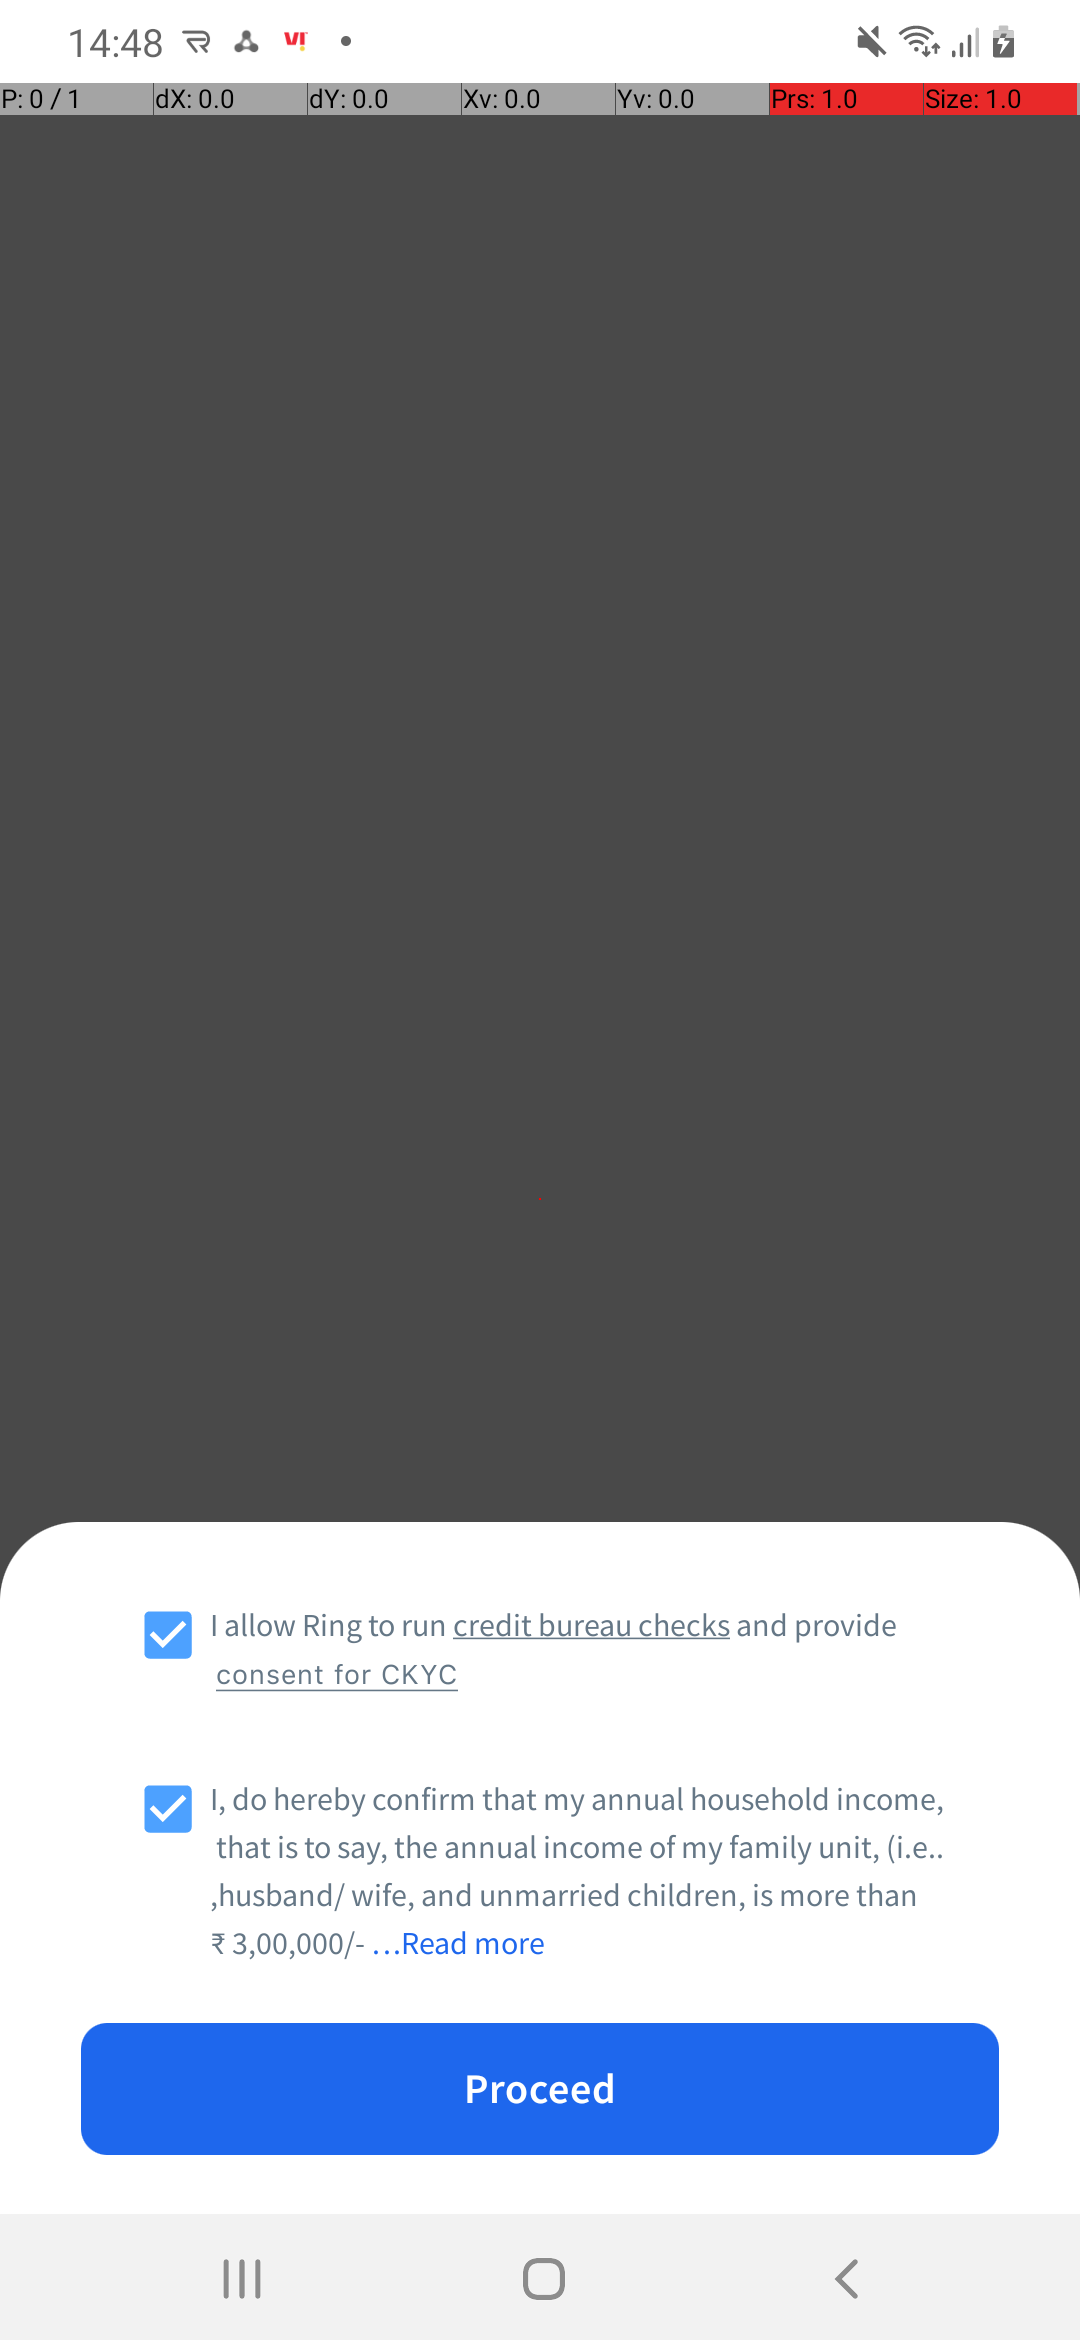 14:48
P: 0 / 1 dX: 0.0 dY: 0.0 Xv: 0.0 Yv: 0.0 Prs: 1.0 Size: 1.0
I allow Ring to run credit bureau checks and provide
consent for CKYC
I, do hereby confirm that my annual household income,
that is to say, the annual income of my family unit, (i.e..
,husband/ wife, and unmarried children, is more than
₹ 3,00,000/- ...Read more
Proceed